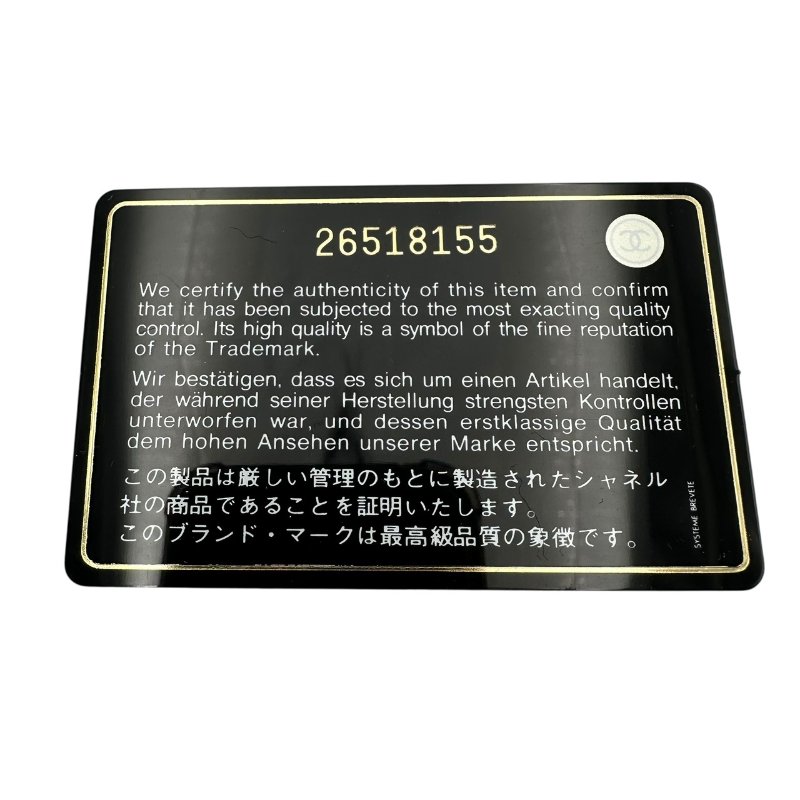 26518155
We certify the authenticity of this item and confirm
that it has been subjected to the most exacting quality
control. Its high quality is a symbol of the fine reputation
of the Trademark.
Wir bestätigen, dass es sich um einen Artikel handelt,
der während seiner Herstellung strengsten Kontrollen
unterworfen war, und dessen erstklassige Qualität
dem hohen Ansehen unserer Marke entspricht.
この製品は厳しい管理のもとに製造されたシャネル
社の商品であることを証明いたします。
このブランド・マークは最高級品質の象徴です。
SYSTEME BREVETE